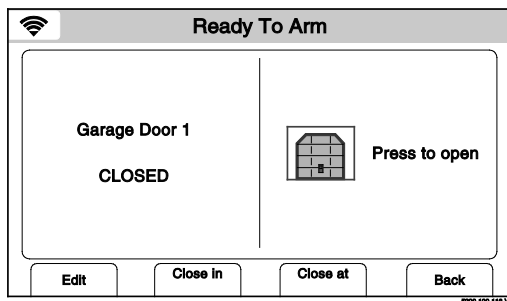 Ready To Arm
Garage Door 1
CLOSED
Press to open
Edit
Close in
Close at
Back